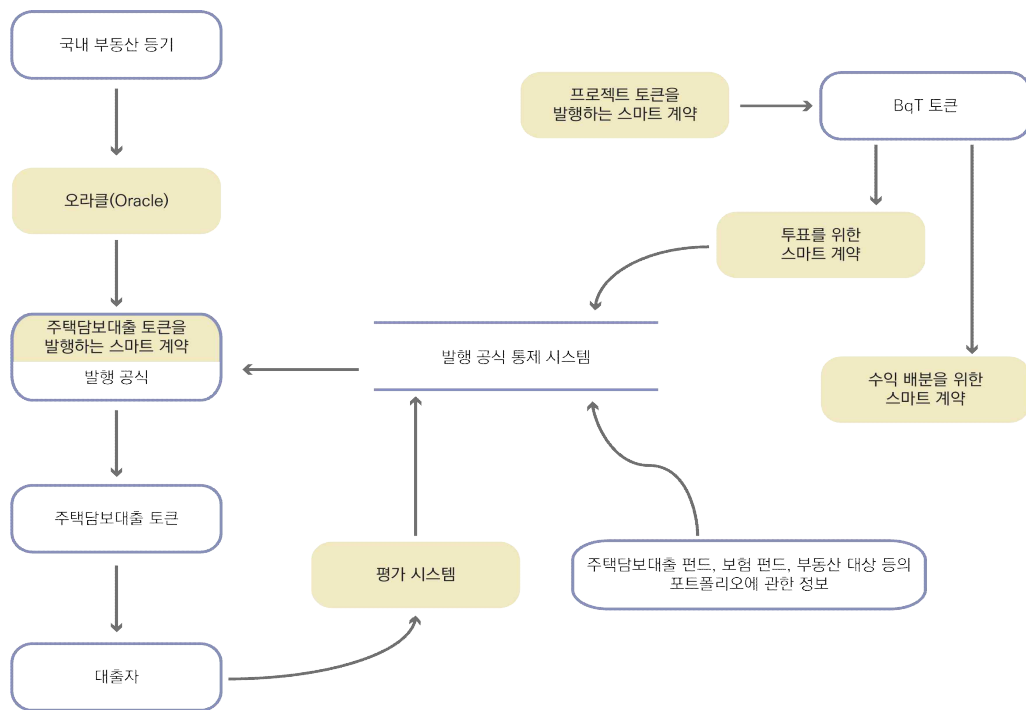 국내 부동산 등기
프로젝트 토큰을
발행하는 스마트 계약
BqT 토큰
오라클(Oracle)
투표를 위한
스마트 계약
주택담보대출 토큰을
발행하는 스마트 계약
발행 공식
발행 공식 통제 시스템
수익 배분을 위한
스마트 계약
주택담보대출 토큰
평가 시스템
주택담보대출 펀드, 보험 펀드, 부동산 대상 등의
포트폴리오에 관한 정보
대출자